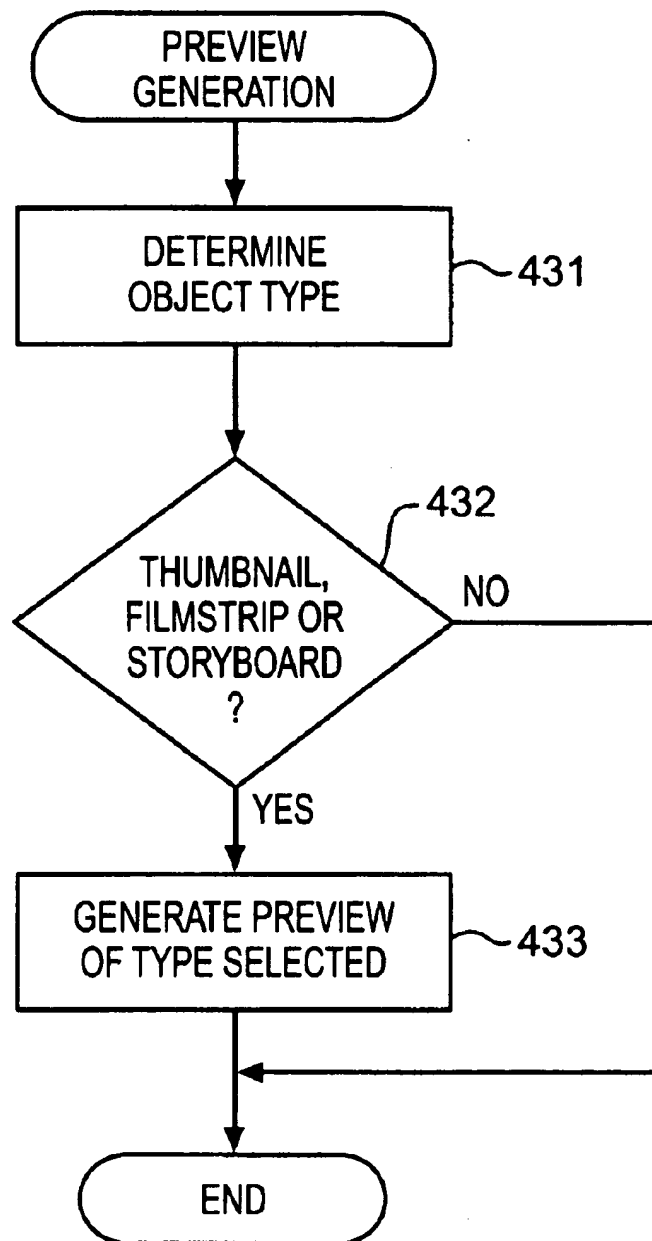 PREVIEW
GENERATION
DETERMINE
OBJECT TYPE
431
432
THUMBNAIL,
FILMSTRIP OR
STORYBOARD
?
NO
YES
GENERATE PREVIEW
OF TYPE SELECTED
433
END